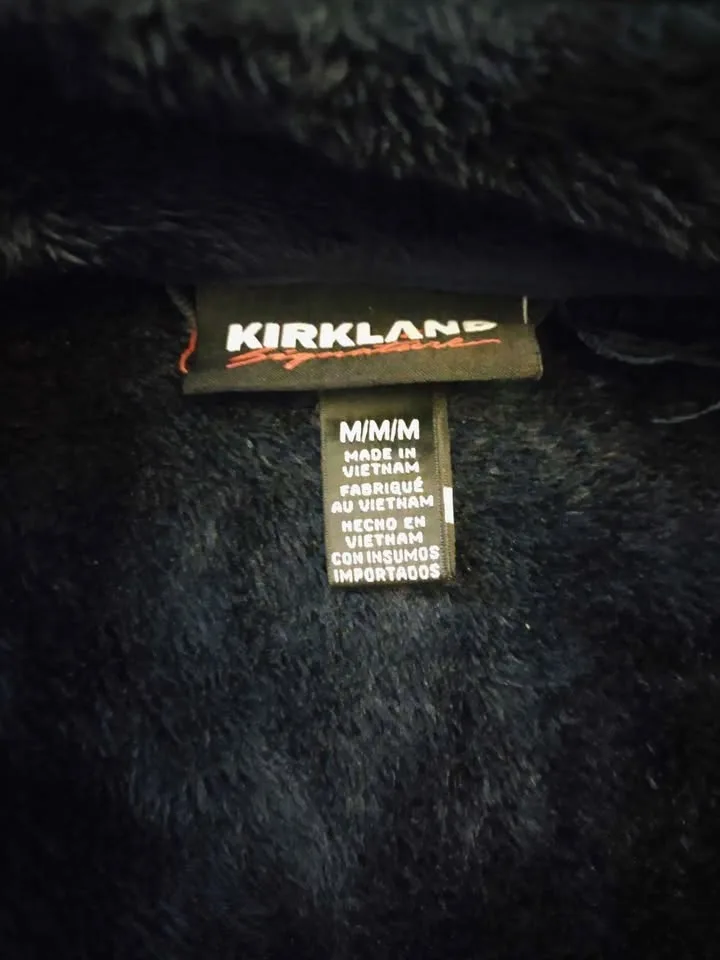 KIRKLAND
Signature
M/M/M
MADE IN
VIETNAM
FABRIQUÉ
AU VIETNAM
HECHO EN
VIETNAM
CON INSUMOS
IMPORTADOS